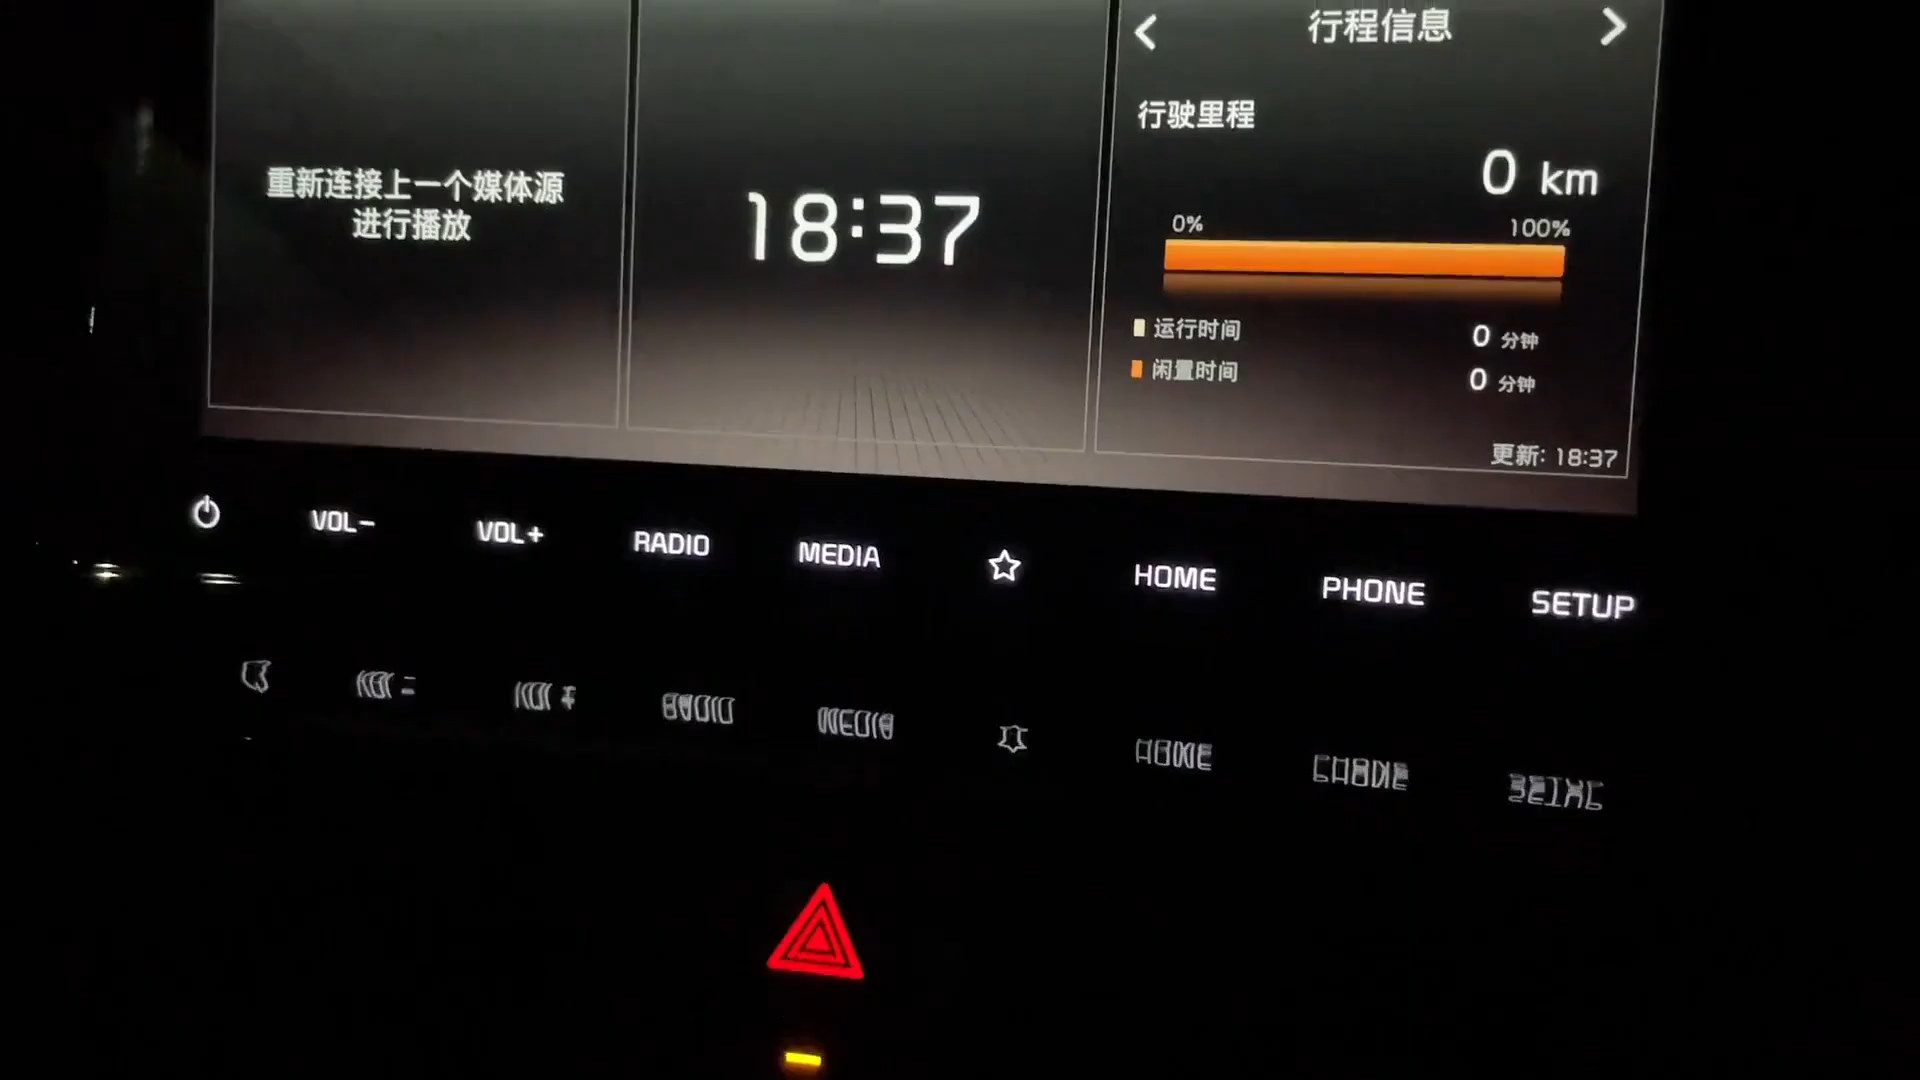 重新连接上一个媒体源
进行播放
18:37
行程信息
行驶里程
0 km
0%
100%
运行时间
0 分钟
闲置时间
0 分钟
更新: 18:37
VOL-
VOL+
RADIO
MEDIA
HOME
PHONE
SETUP